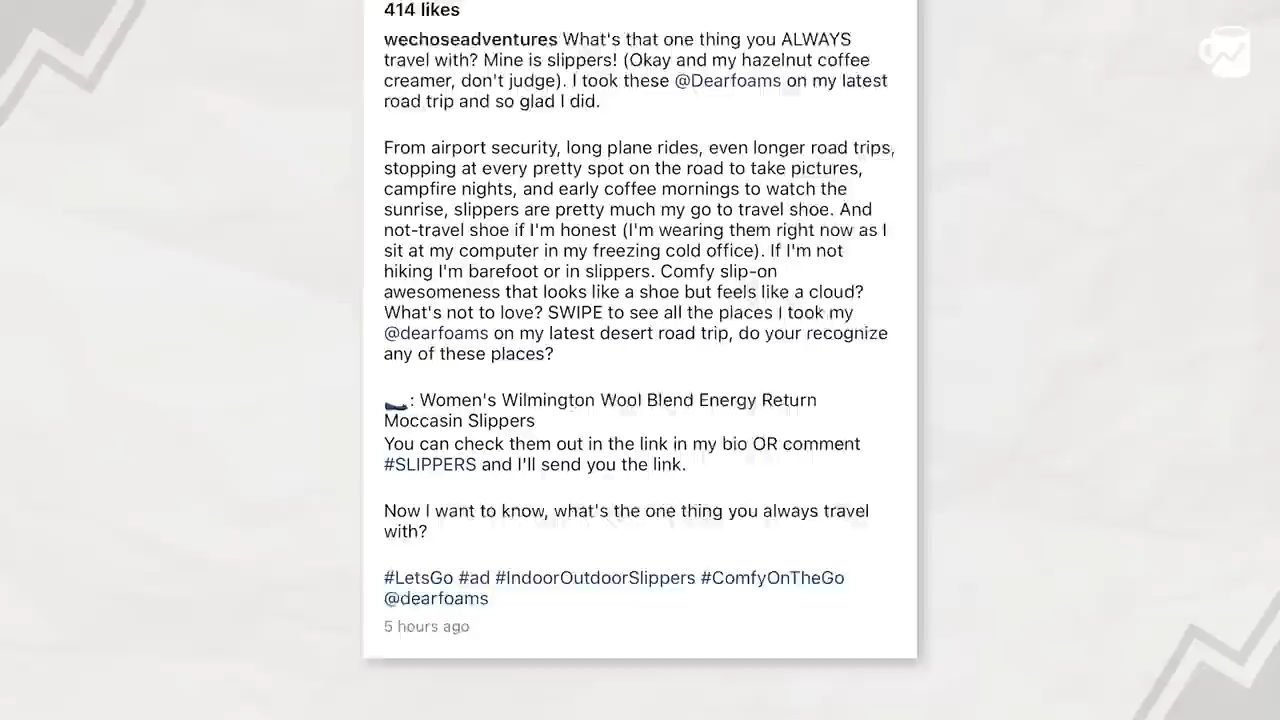 414 likes
wechoseadventures What's that one thing you ALWAYS
travel with? Mine is slippers! (Okay and my hazelnut coffee
creamer, don't judge). I took these @Dearfoams on my latest
road trip and so glad I did.
From airport security, long plane rides, even longer road trips,
stopping at every pretty spot on the road to take pictures,
campfire nights, and early coffee mornings to watch the
sunrise, slippers are pretty much my go to travel shoe. And
not-travel shoe if I'm honest (I'm wearing them right now as I
sit at my computer in my freezing cold office). If I'm not
hiking I'm barefoot or in slippers. Comfy slip-on
awesomeness that looks like a shoe but feels like a cloud?
What's not to love? SWIPE to see all the places I took my
@dearfoams on my latest desert road trip, do your recognize
any of these places?
: Women's Wilmington Wool Blend Energy Return
Moccasin Slippers
You can check them out in the link in my bio OR comment
#SLIPPERS and I'll send you the link.
Now I want to know, what's the one thing you always travel
with?
#LetsGo #ad #IndoorOutdoorSlippers #ComfyOnTheGo
@dearfoams
5 hours ago